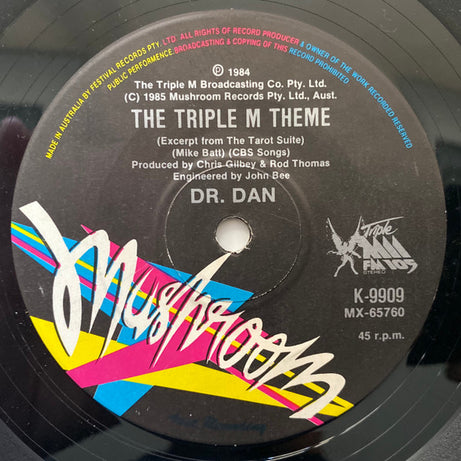 MADE IN AUSTRALIA BY FESTIVAL RECORDS PTY. LTD. ALL RIGHTS OF RECORD PRODUCER & OWNER OF THE WORK RECORDED RESERVED
PUBLIC PERFORMENCE. BROADCASTING & COPYING OF THIS RECORD PROHIBITED
℗ 1984
The Triple M Broadcasting Co. Pty. Ltd.
(C) 1985 Mushroom Records Pty. Ltd., Aust.
THE TRIPLE M THEME
(Excerpt from The Tarot Suite)
(Mike Batt) (CBS Songs)
Produced by Chris Gilbey & Rod Thomas
Engineered by John Bee
DR. DAN
Triple
MMM
FM 105
STEREO
K-9909
MX-65760
45 r.p.m.
Mushroom